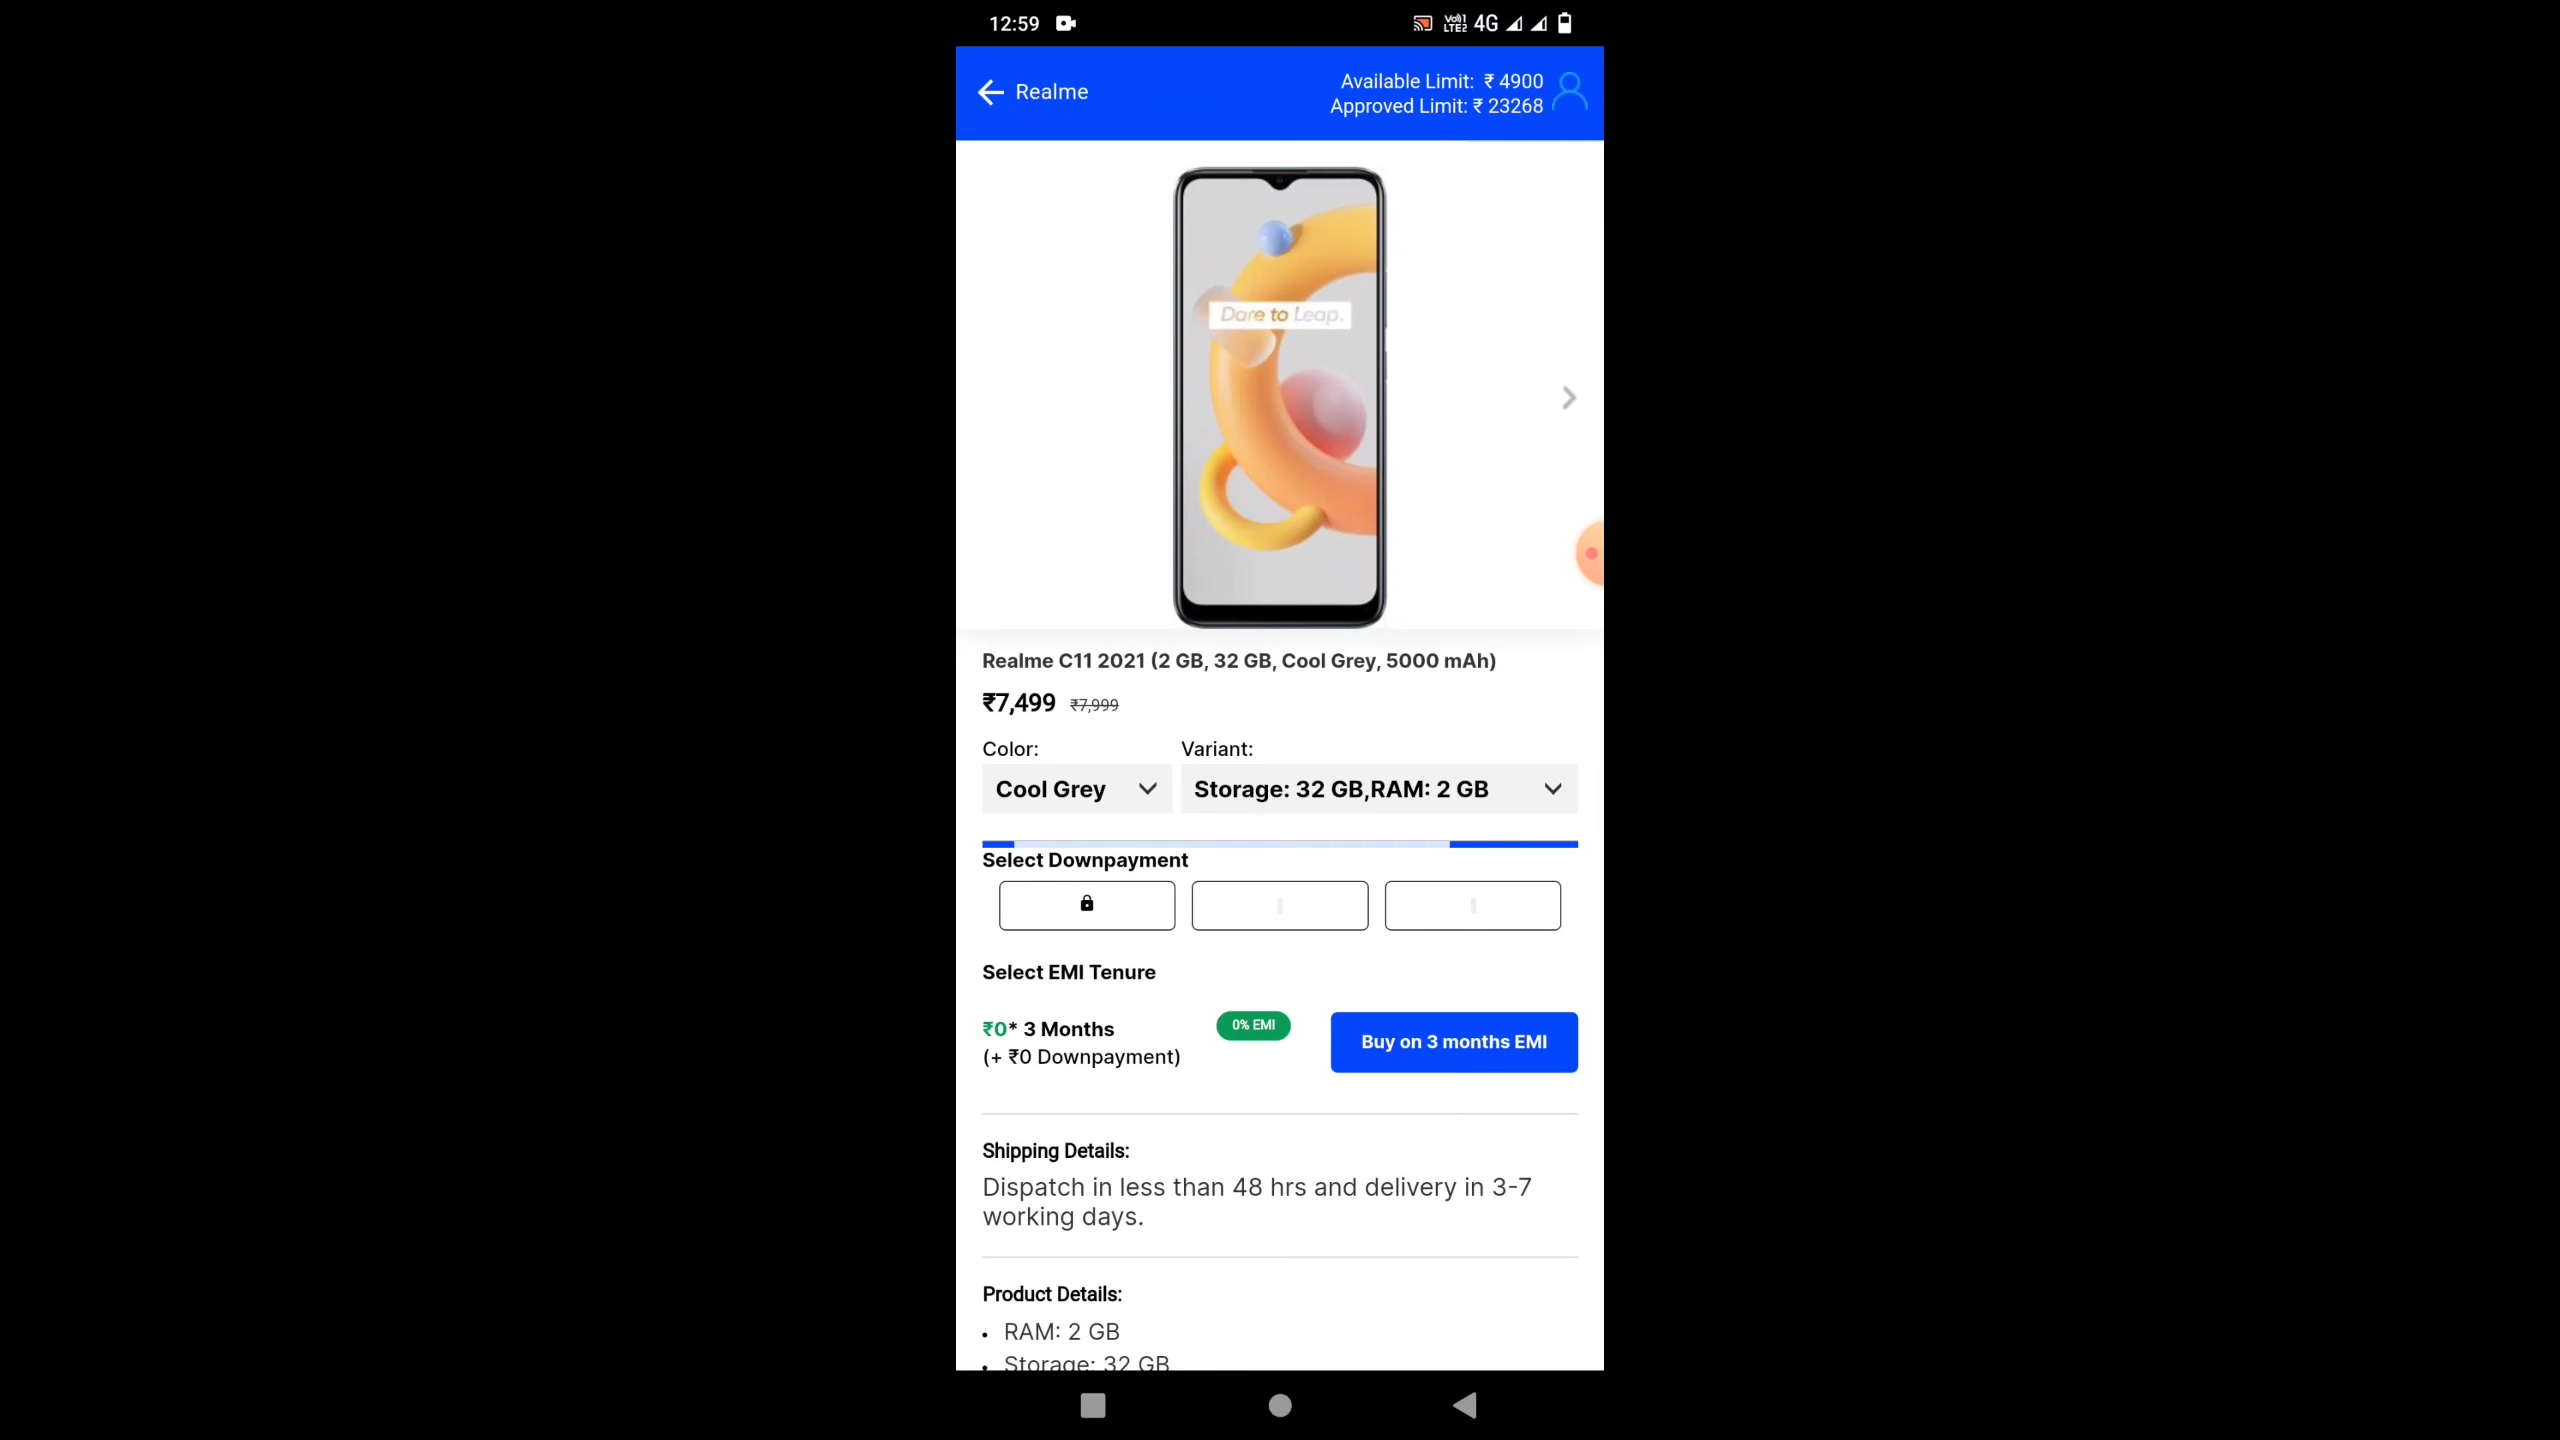 12:59
Vo)) 1
LTE2 4G
Realme
Available Limit: ₹ 4900
Approved Limit: ₹ 23268
Dare to Leap.
Realme C11 2021 (2 GB, 32 GB, Cool Grey, 5000 mAh)
₹7,499 ₹7,999
Color: Variant:
Cool Grey Storage: 32 GB,RAM: 2 GB
Select Downpayment
Select EMI Tenure
₹0* 3 Months 0% EMI
(+ ₹0 Downpayment) Buy on 3 months EMI
Shipping Details:
Dispatch in less than 48 hrs and delivery in 3-7
working days.
Product Details:
• RAM: 2 GB
• Storage: 32 GB